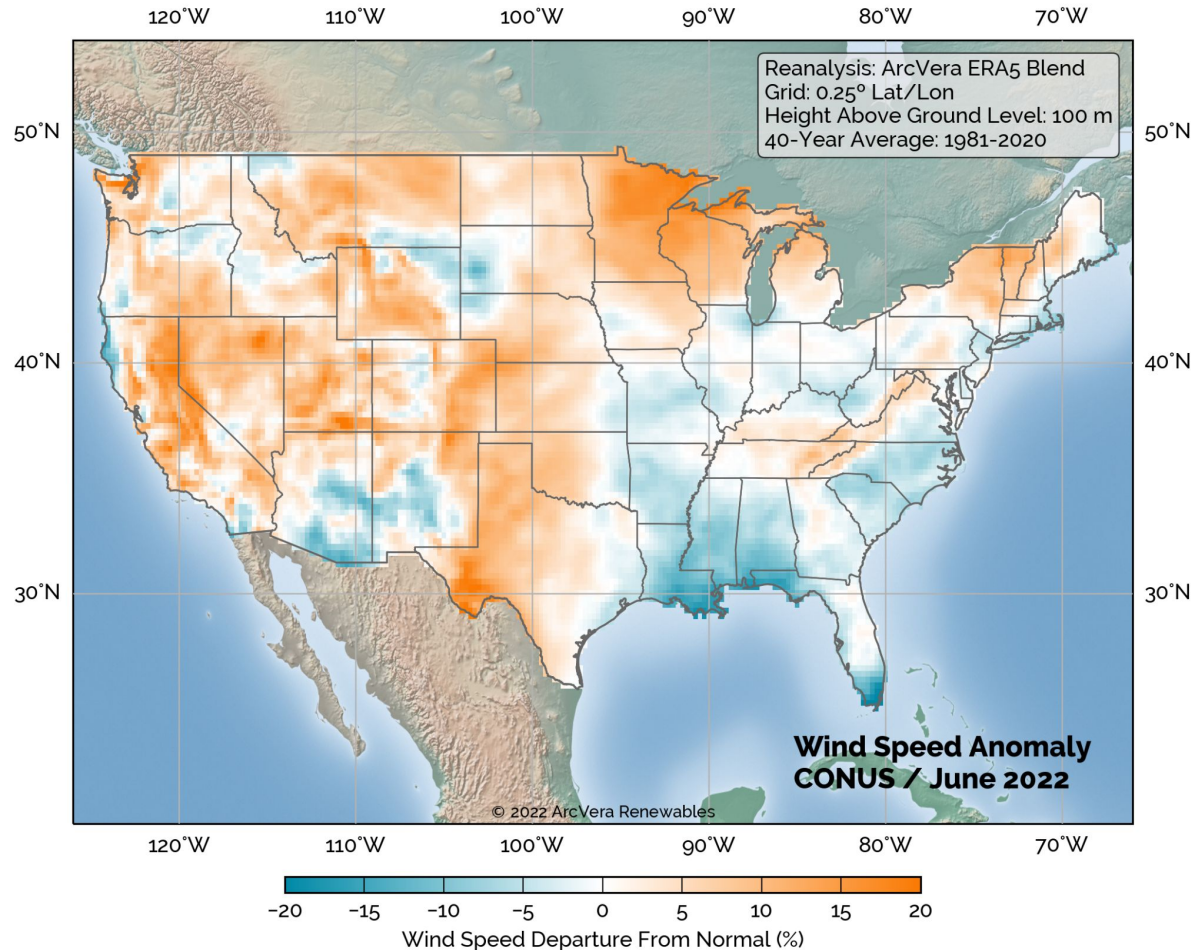 120°W 110°W 100°W 90°W 80°W 70°W
Reanalysis: ArcVera ERA5 Blend
Grid: 0.25º Lat/Lon
Height Above Ground Level: 100 m
40-Year Average: 1981-2020
50°N 50°N
40°N 40°N
30°N 30°N
Wind Speed Anomaly
CONUS / June 2022
© 2022 ArcVera Renewables
120°W 110°W 100°W 90°W 80°W 70°W
−20 −15 −10 −5 0 5 10 15 20
Wind Speed Departure From Normal (%)